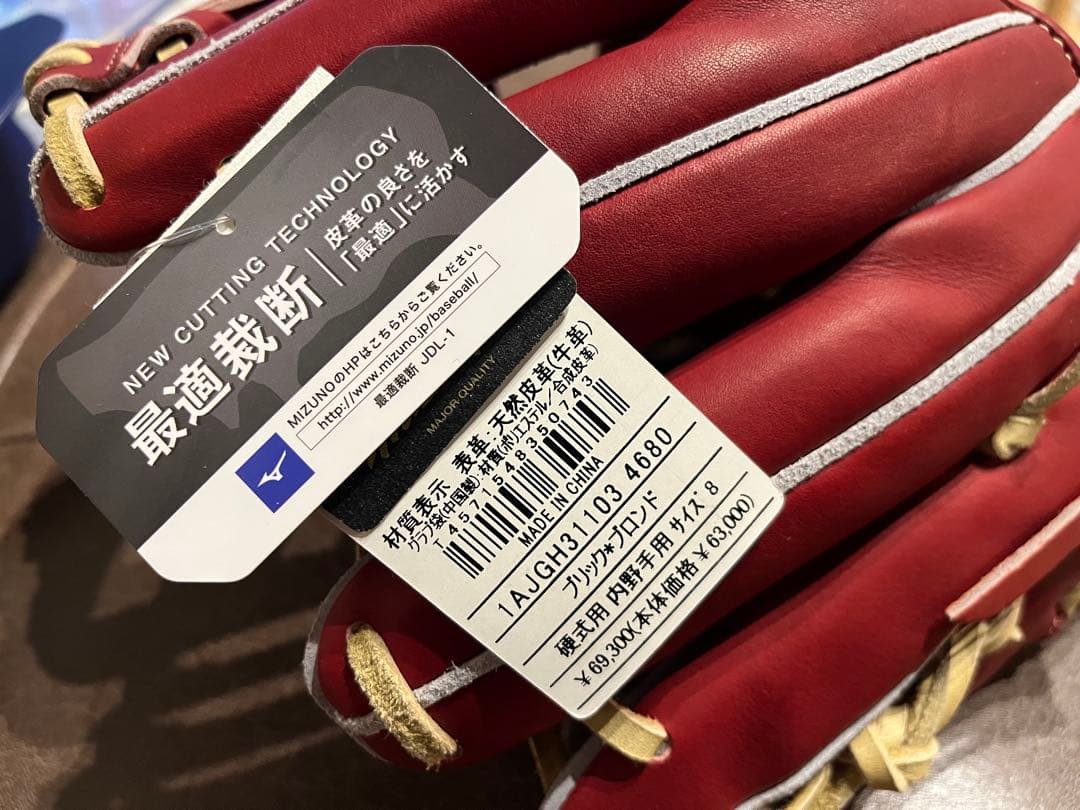 NEW CUTTING TECHNOLOGY
最適裁断
皮革の良さを
「最適」に活かす
MIZUNOのHPはこちらからご覧ください。
http://www.mizuno.jp/baseball/
最適裁断 JDL-1
MAJOR QUALITY
材質表示 表革:天然皮革(牛革)
グラブ袋(中国製):材質(ポリエステル/合成皮革)
T 4571548350743
MADE IN CHINA
1AJGH31103 4680
ブリック*ブロンド
硬式用 内野手用 サイズ 8
¥69,300(本体価格¥63,000)